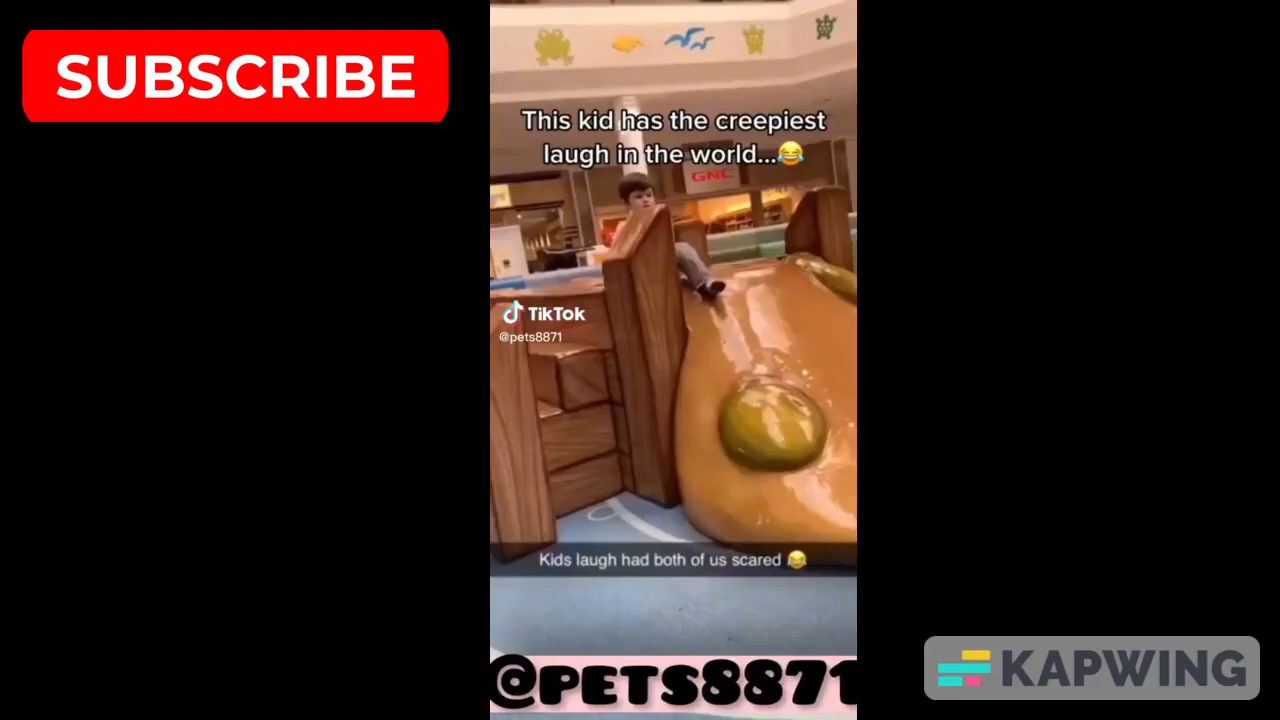 SUBSCRIBE
This kid has the creepiest
laugh in the world...😂
GNC
TikTok
@pets8871
Kids laugh had both of us scared 😂
@PETS8871
KAPWING